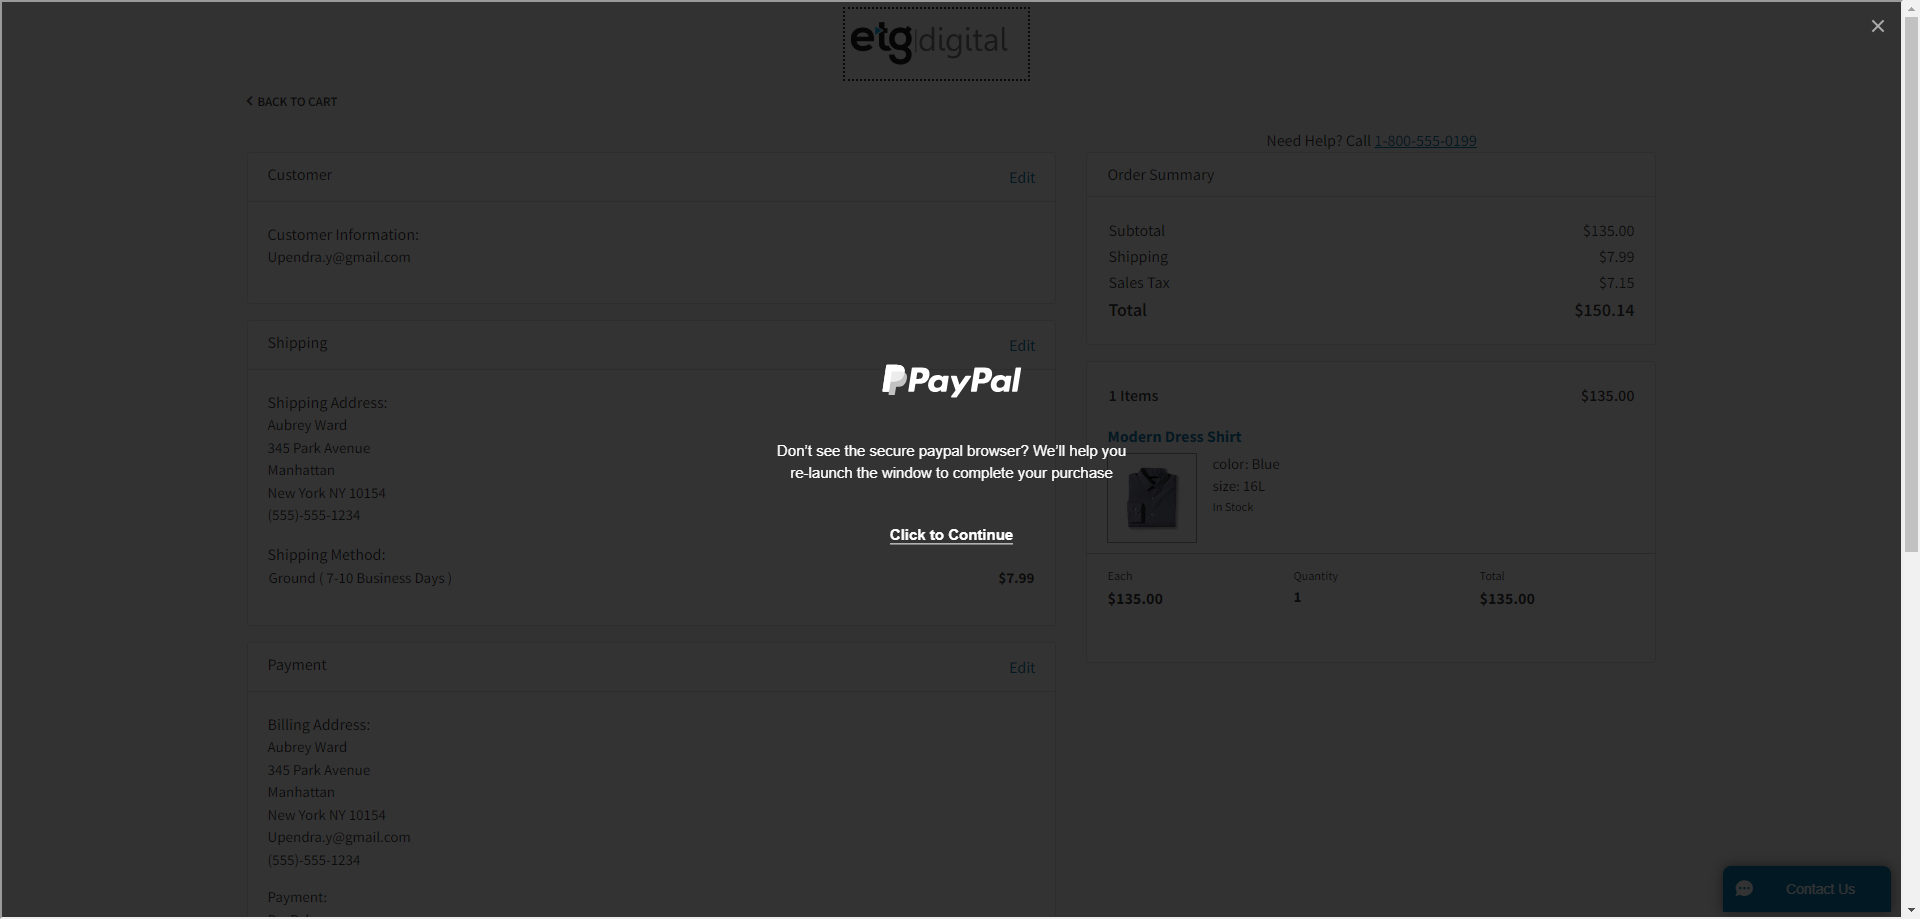 etg|digital
BACK TO CART
Need Help? Call 1-800-555-0199
Customer
Edit
Customer Information:
Upendra.y@gmail.com
Shipping
Edit
Shipping Address:
Aubrey Ward
345 Park Avenue
Manhattan
New York NY 10154
(555)-555-1234
Shipping Method:
Ground ( 7-10 Business Days )
$7.99
Payment
Edit
Billing Address:
Aubrey Ward
345 Park Avenue
Manhattan
New York NY 10154
Upendra.y@gmail.com
(555)-555-1234
Payment:
PayPal
Don't see the secure paypal browser? We'll help you
re-launch the window to complete your purchase
Click to Continue
Order Summary
Subtotal $135.00
Shipping $7.99
Sales Tax $7.15
Total $150.14
1 Items $135.00
Modern Dress Shirt
color: Blue
size: 16L
In Stock
Each Quantity Total
$135.00 1 $135.00
Contact Us